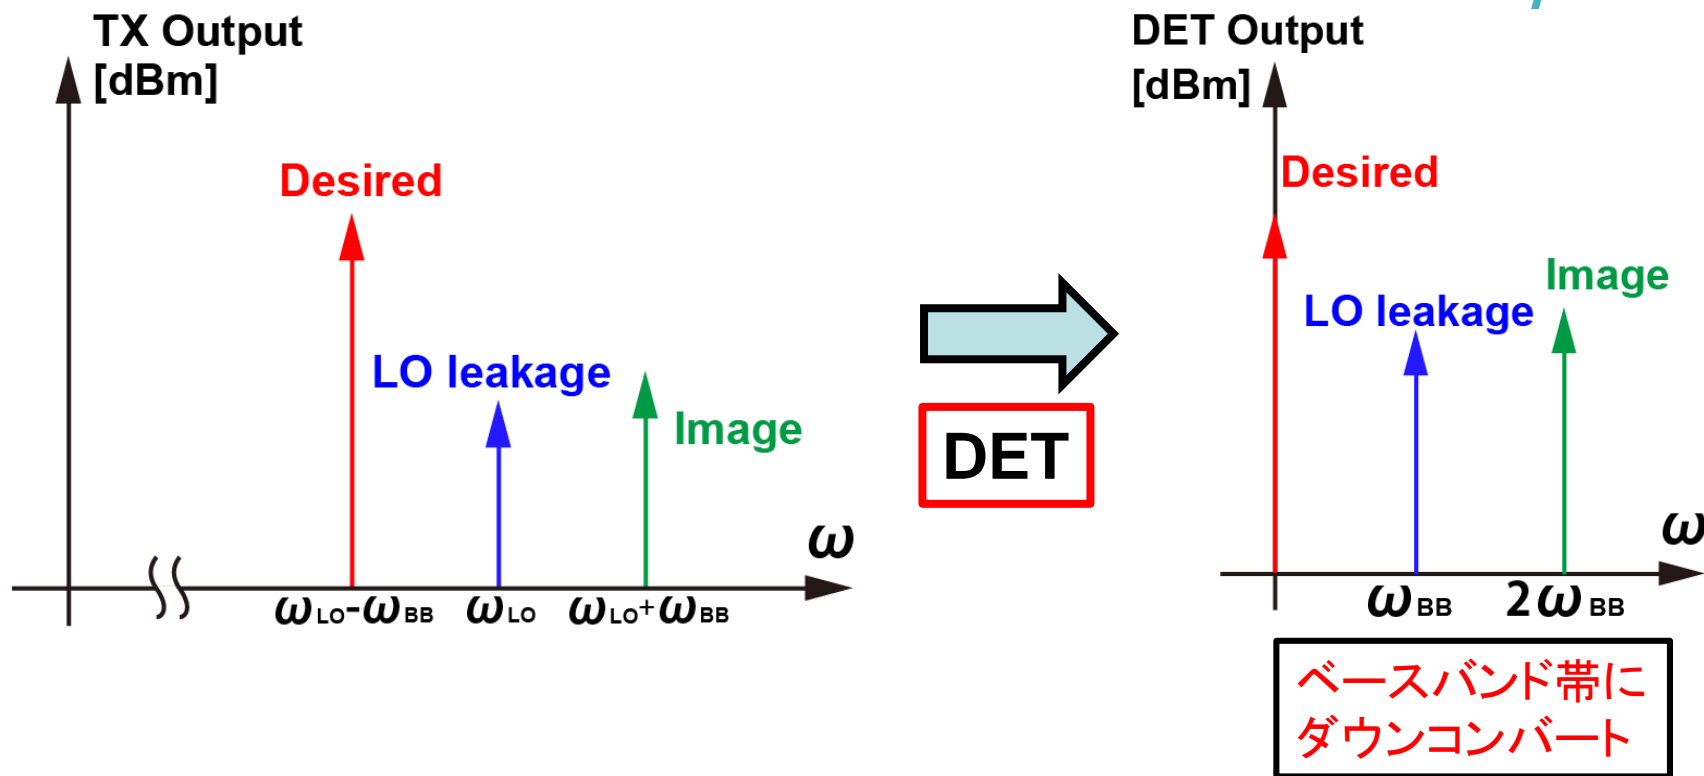 TX Output
[dBm]
Desired
LO leakage
Image
ω
ωLO-ωBB
ωLO
ωLO+ωBB
DET
DET Output
[dBm]
Desired
LO leakage
Image
ω
ωBB
2ωBB
ベースバンド帯に
ダウンコンバート